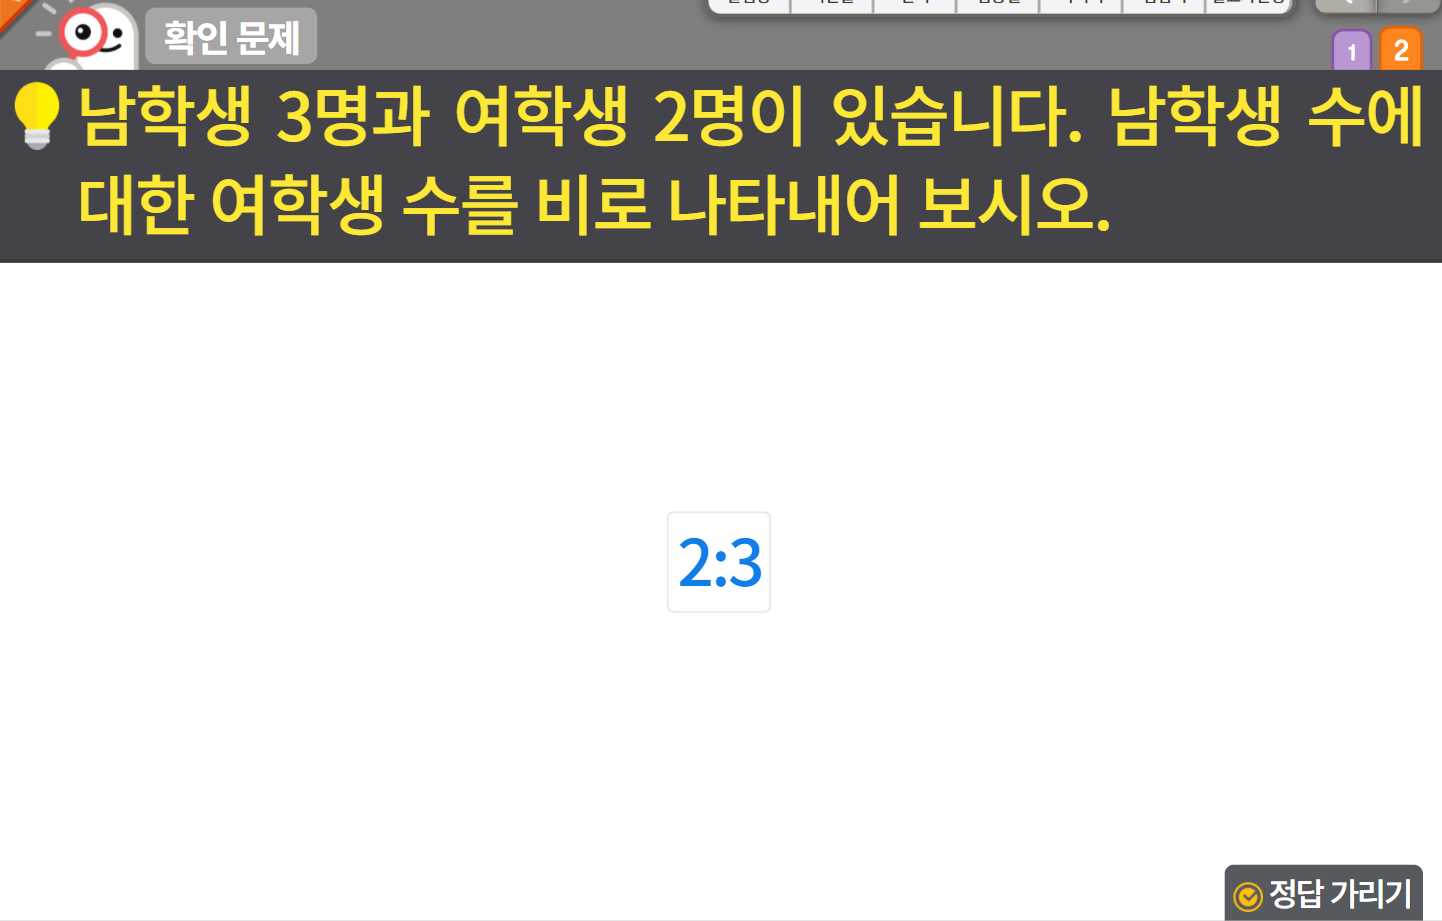 확인 문제
1
2
남학생 3명과 여학생 2명이 있습니다. 남학생 수에
대한 여학생 수를 비로 나타내어 보시오.
2:3
정답 가리기